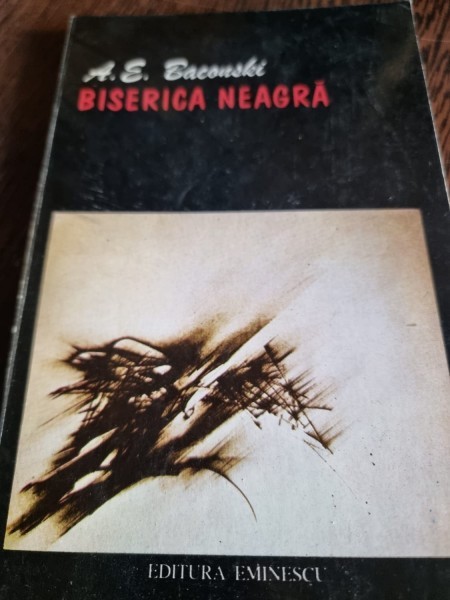 A. E. Baconski
BISERICA NEAGRĂ
EDITURA EMINESCU